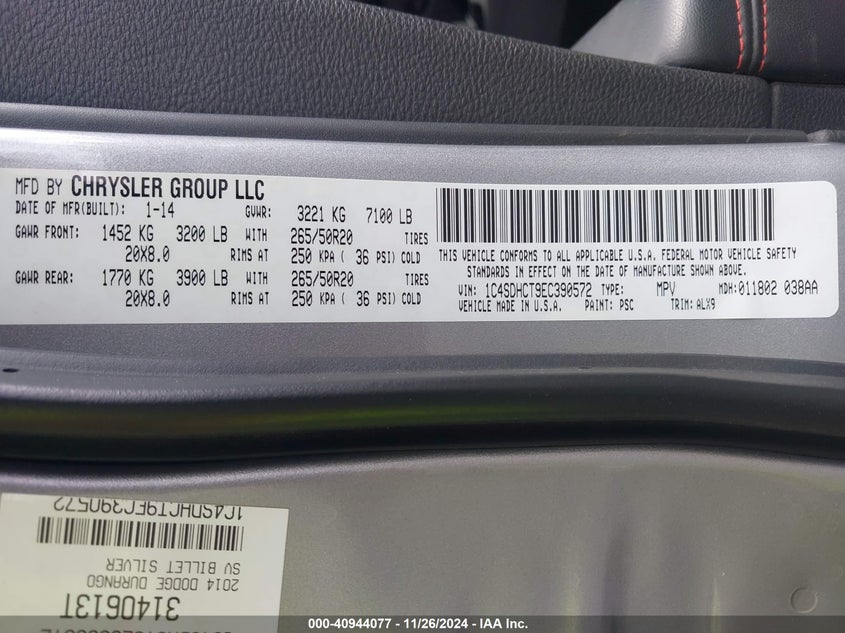 MFD BY CHRYSLER GROUP LLC
DATE OF MFR(BUILT): 1-14 GVWR: 3221 KG 7100 LB
GAWR FRONT: 1452 KG 3200 LB WITH 265/50R20 TIRES
20X8.0 RIMS AT 250 KPA ( 36 PSI) COLD
GAWR REAR: 1770 KG 3900 LB WITH 265/50R20 TIRES
20X8.0 RIMS AT 250 KPA ( 36 PSI) COLD
THIS VEHICLE CONFORMS TO ALL APPLICABLE U.S.A. FEDERAL MOTOR VEHICLE SAFETY
STANDARDS IN EFFECT ON THE DATE OF MANUFACTURE SHOWN ABOVE.
VIN: 1C4SDHCT9EC390572 TYPE: MPV MDH: 011802 038AA
VEHICLE MADE IN U.S.A. PAINT: PSC TRIM: ALX9
3140613T
2014 DODGE DURANGO
SV BILLET SILVER
1C4SDHCT9EC390572
000-40944077 - 11/26/2024 - IAA Inc.